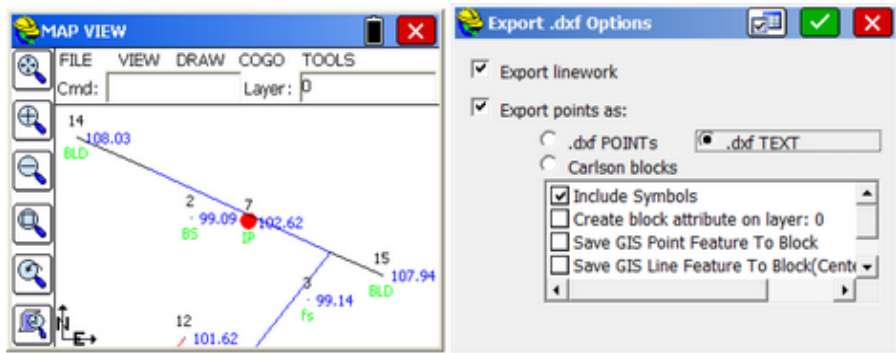 MAP VIEW
FILE VIEW DRAW COGO TOOLS
Cmd: Layer: 0
14
108.03
BLD
2
7
99.09
102.62
BS
IP
15
107.94
BLD
3
99.14
fs
12
101.62
N
E
Export .dxf Options
Export linework
Export points as:
.dxf POINTs .dxf TEXT
Carlson blocks
Include Symbols
Create block attribute on layer: 0
Save GIS Point Feature To Block
Save GIS Line Feature To Block(Cente